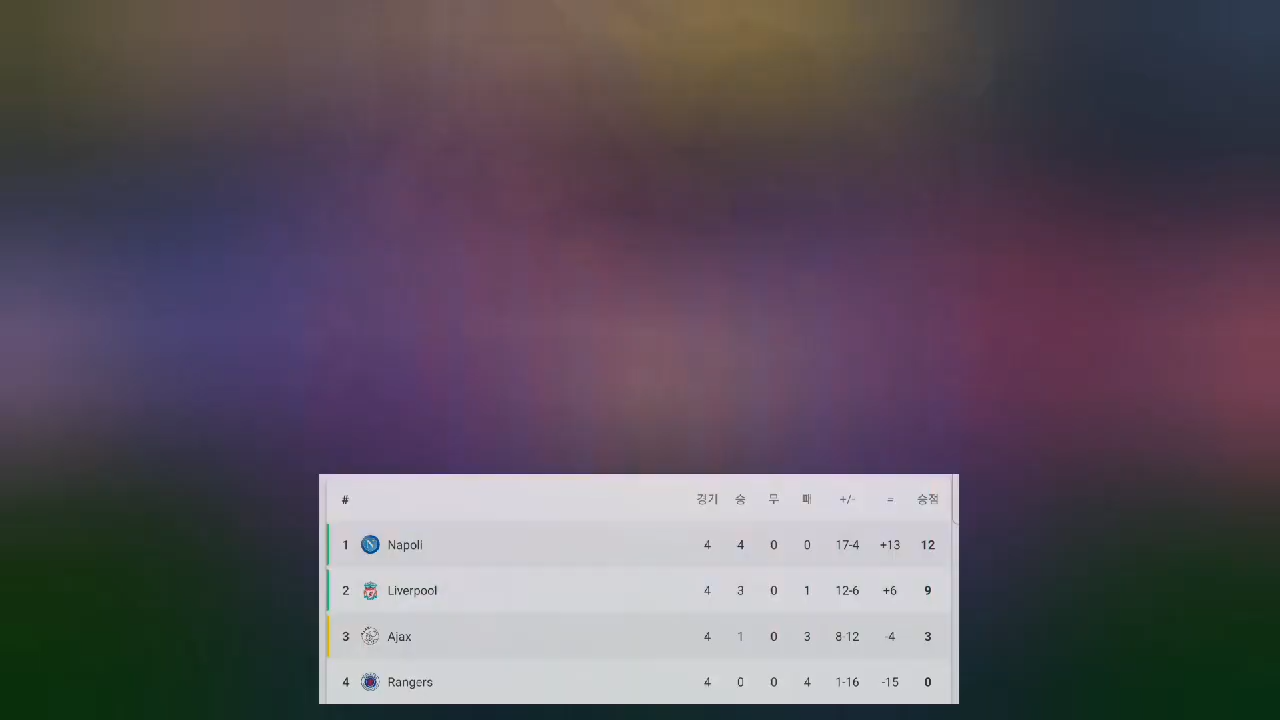 # 경기 승 무 패 +/- = 승점
1 Napoli 4 4 0 0 17-4 +13 12
2 Liverpool 4 3 0 1 12-6 +6 9
3 Ajax 4 1 0 3 8-12 -4 3
4 Rangers 4 0 0 4 1-16 -15 0